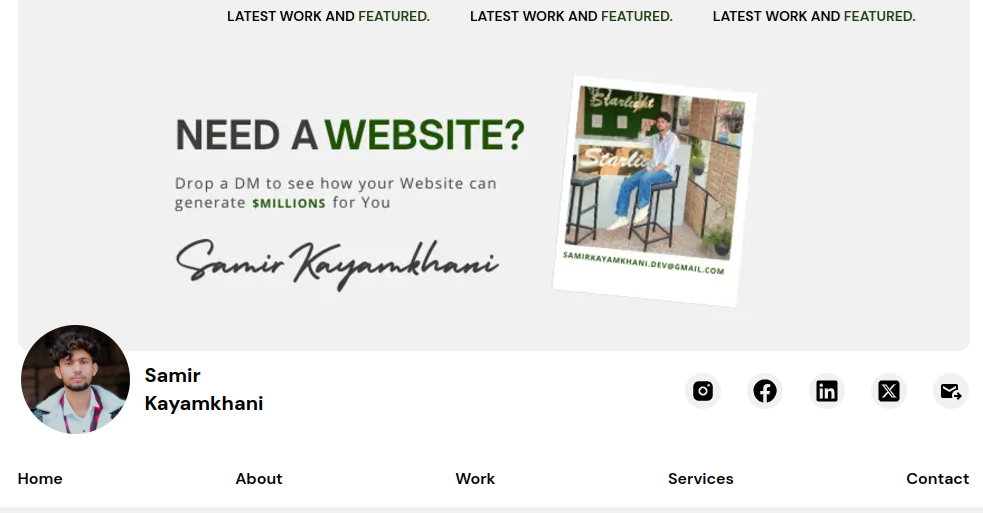 LATEST WORK AND FEATURED. LATEST WORK AND FEATURED. LATEST WORK AND FEATURED.
NEED A WEBSITE?
Drop a DM to see how your Website can
generate $MILLIONS for You
Samir Kayamkhani
Starlight
Starlig
SAMIRKAYAMKHANI.DEV@GMAIL.COM
Samir
Kayamkhani
Home About Work Services Contact